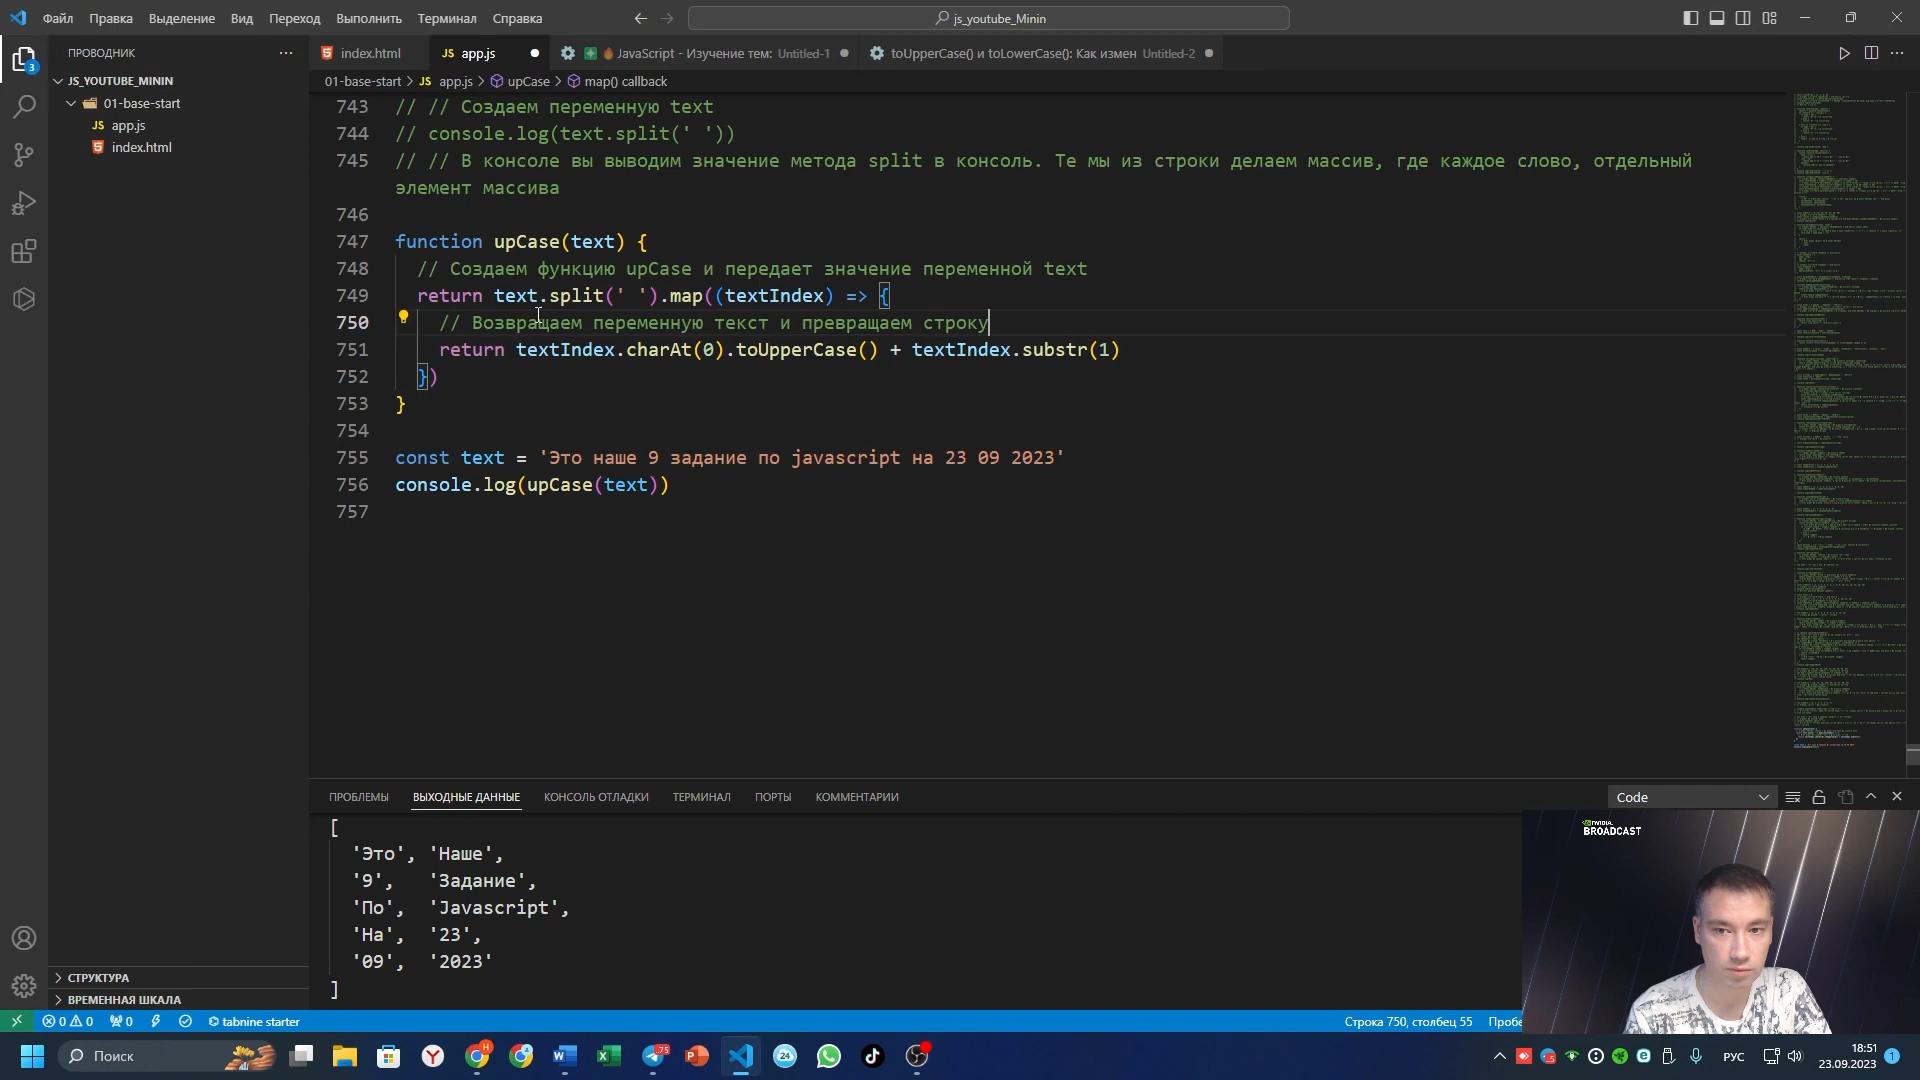 Файл Правка Выделение Вид Переход Выполнить Терминал Справка
js_youtube_Minin
ПРОВОДНИК
index.html
app.js
JavaScript - Изучение тем: Untitled-1
toUpperCase() и toLowerCase(): Как измен Untitled-2
JS_YOUTUBE_MININ
01-base-start
JS app.js
index.html
01-base-start > JS app.js > upCase > map() callback
743 // // Создаем переменную text
744 // console.log(text.split(' '))
745 // // В консоле вы выводим значение метода split в консоль. Те мы из строки делаем массив, где каждое слово, отдельный
элемент массива
746
747 function upCase(text) {
748 // Создаем функцию upCase и передает значение переменной text
749 return text.split(' ').map((textIndex) => {
750 // Возвращаем переменную текст и превращаем строку
751 return textIndex.charAt(0).toUpperCase() + textIndex.substr(1)
752 })
753 }
754
755 const text = 'Это наше 9 задание по javascript на 23 09 2023'
756 console.log(upCase(text))
757
ПРОБЛЕМЫ ВЫХОДНЫЕ ДАННЫЕ КОНСОЛЬ ОТЛАДКИ ТЕРМИНАЛ ПОРТЫ КОММЕНТАРИИ
Code
[
'Это', 'Наше',
'9', 'Задание',
'По', 'Javascript',
'На', '23',
'09', '2023'
]
NVIDIA.
BROADCAST
СТРУКТУРА
ВРЕМЕННАЯ ШКАЛА
0 0 0 tabnine starter
Строка 750, столбец 55 Пробе
Поиск
РУС
18:51
23.09.2023